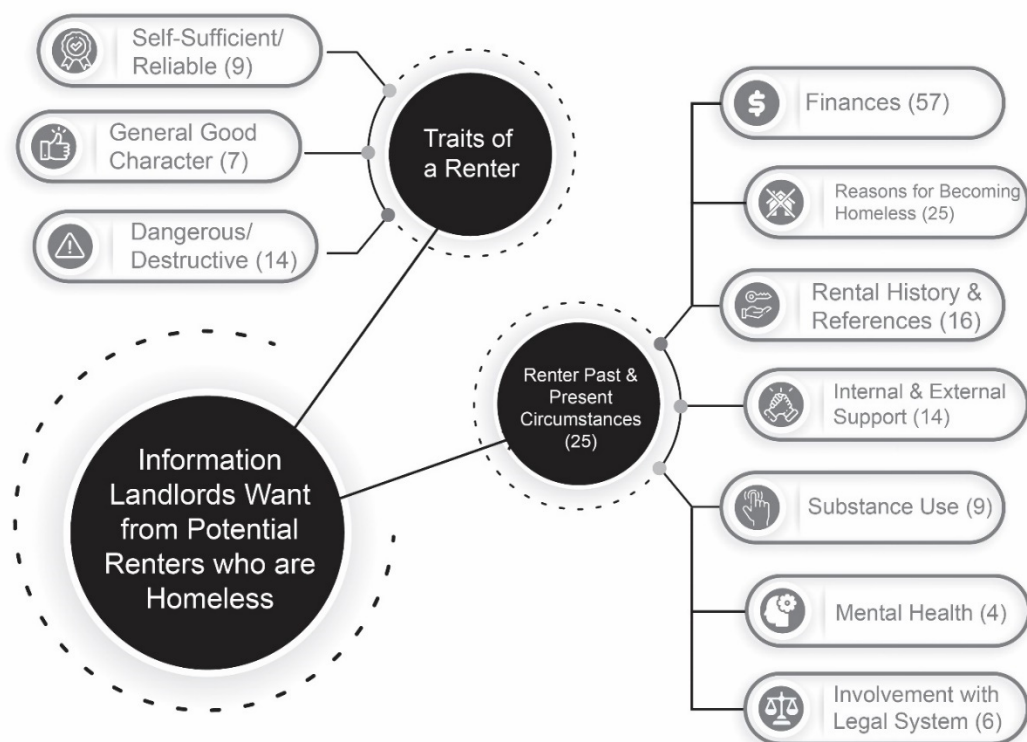 Self-Sufficient/
Reliable (9)
General Good
Character (7)
Dangerous/
Destructive (14)
Traits of
a Renter
Information
Landlords Want
from Potential
Renters who are
Homeless
Renter Past &
Present
Circumstances
(25)
$
Finances (57)
Reasons for Becoming
Homeless (25)
Rental History &
References (16)
Internal & External
Support (14)
Substance Use (9)
Mental Health (4)
Involvement with
Legal System (6)